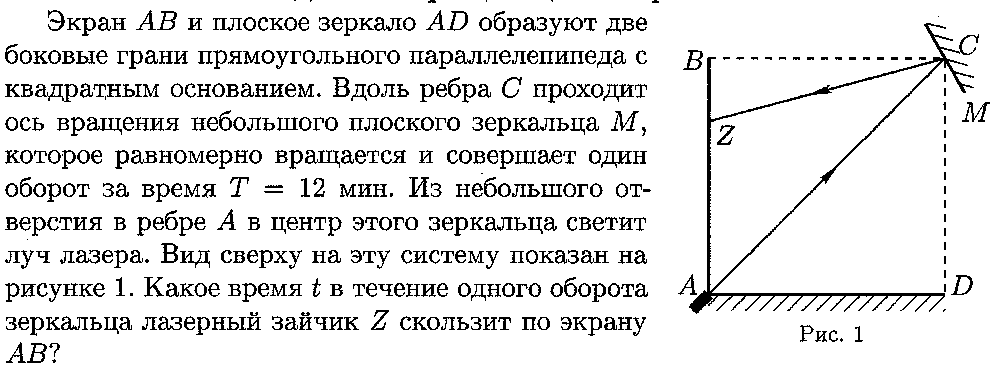 Экран AB и плоское зеркало AD образуют две
боковые грани прямоугольного параллелепипеда с
квадратным основанием. Вдоль ребра C проходит
ось вращения небольшого плоского зеркальца M,
которое равномерно вращается и совершает один
оборот за время T = 12 мин. Из небольшого от-
верстия в ребре A в центр этого зеркальца светит
луч лазера. Вид сверху на эту систему показан на
рисунке 1. Какое время t в течение одного оборота
зеркальца лазерный зайчик Z скользит по экрану
AB?
B
C
M
Z
A
D
Рис. 1